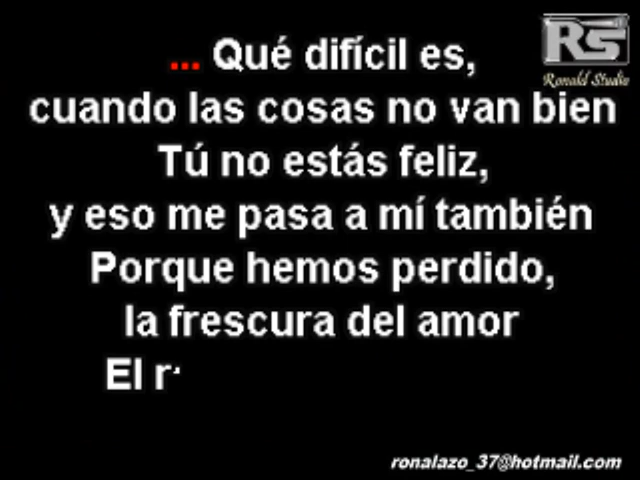 ... Qué difícil es,
cuando las cosas no van bien
Tú no estás feliz,
y eso me pasa a mí también
Porque hemos perdido,
la frescura del amor
El
RS
Ronald Studio
ronalazo_37@hotmail.com